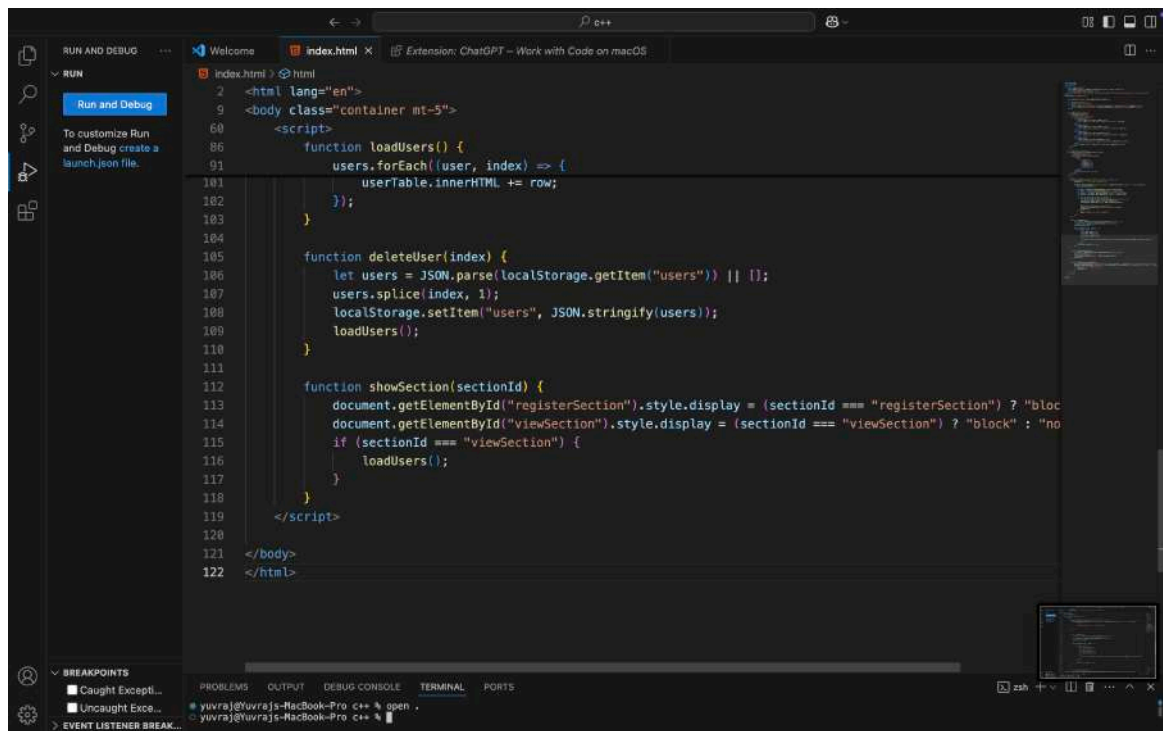 c++
RUN AND DEBUG ...
Welcome
index.html
Extension: ChatGPT – Work with Code on macOS
RUN
index.html > html
Run and Debug
To customize Run
and Debug create a
launch.json file.
2 <html lang="en">
9 <body class="container mt-5">
60 <script>
86 function loadUsers() {
91 users.forEach((user, index) => {
101 userTable.innerHTML += row;
102 });
103 }
104
105 function deleteUser(index) {
106 let users = JSON.parse(localStorage.getItem("users")) || [];
107 users.splice(index, 1);
108 localStorage.setItem("users", JSON.stringify(users));
109 loadUsers();
110 }
111
112 function showSection(sectionId) {
113 document.getElementById("registerSection").style.display = (sectionId === "registerSection") ? "bloc
114 document.getElementById("viewSection").style.display = (sectionId === "viewSection") ? "block" : "no
115 if (sectionId === "viewSection") {
116 loadUsers();
117 }
118 }
119 </script>
120
121 </body>
122 </html>
BREAKPOINTS
Caught Excepti...
Uncaught Exce...
EVENT LISTENER BREAK...
PROBLEMS OUTPUT DEBUG CONSOLE TERMINAL PORTS
zsh
yuvraj@Yuvrajs-MacBook-Pro c++ % open .
yuvraj@Yuvrajs-MacBook-Pro c++ %